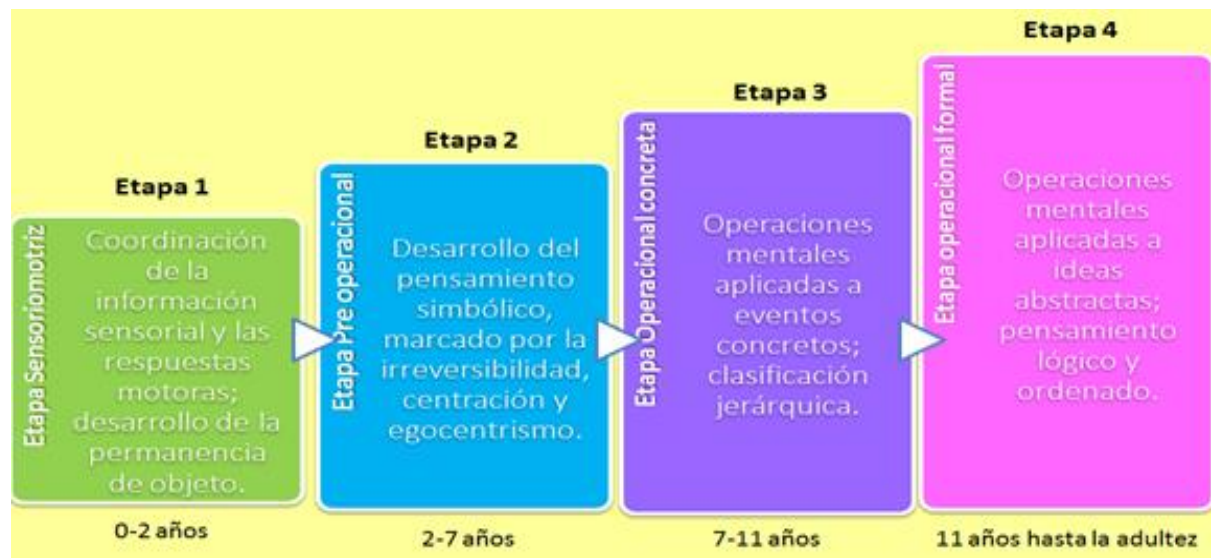 Etapa 1
Etapa Sensoriomotriz
Coordinación
de la
información
sensorial y las
respuestas
motoras;
desarrollo de la
permanencia
de objeto.
0-2 años
Etapa 2
Etapa Pre operacional
Desarrollo del
pensamiento
simbólico,
marcado por la
irreversibilidad,
centración y
egocentrismo.
2-7 años
Etapa 3
Etapa Operacional concreta
Operaciones
mentales
aplicadas a
eventos
concretos;
clasificación
jerárquica.
7-11 años
Etapa 4
Etapa operacional formal
Operaciones
mentales
aplicadas a
ideas
abstractas;
pensamiento
lógico y
ordenado.
11 años hasta la adultez